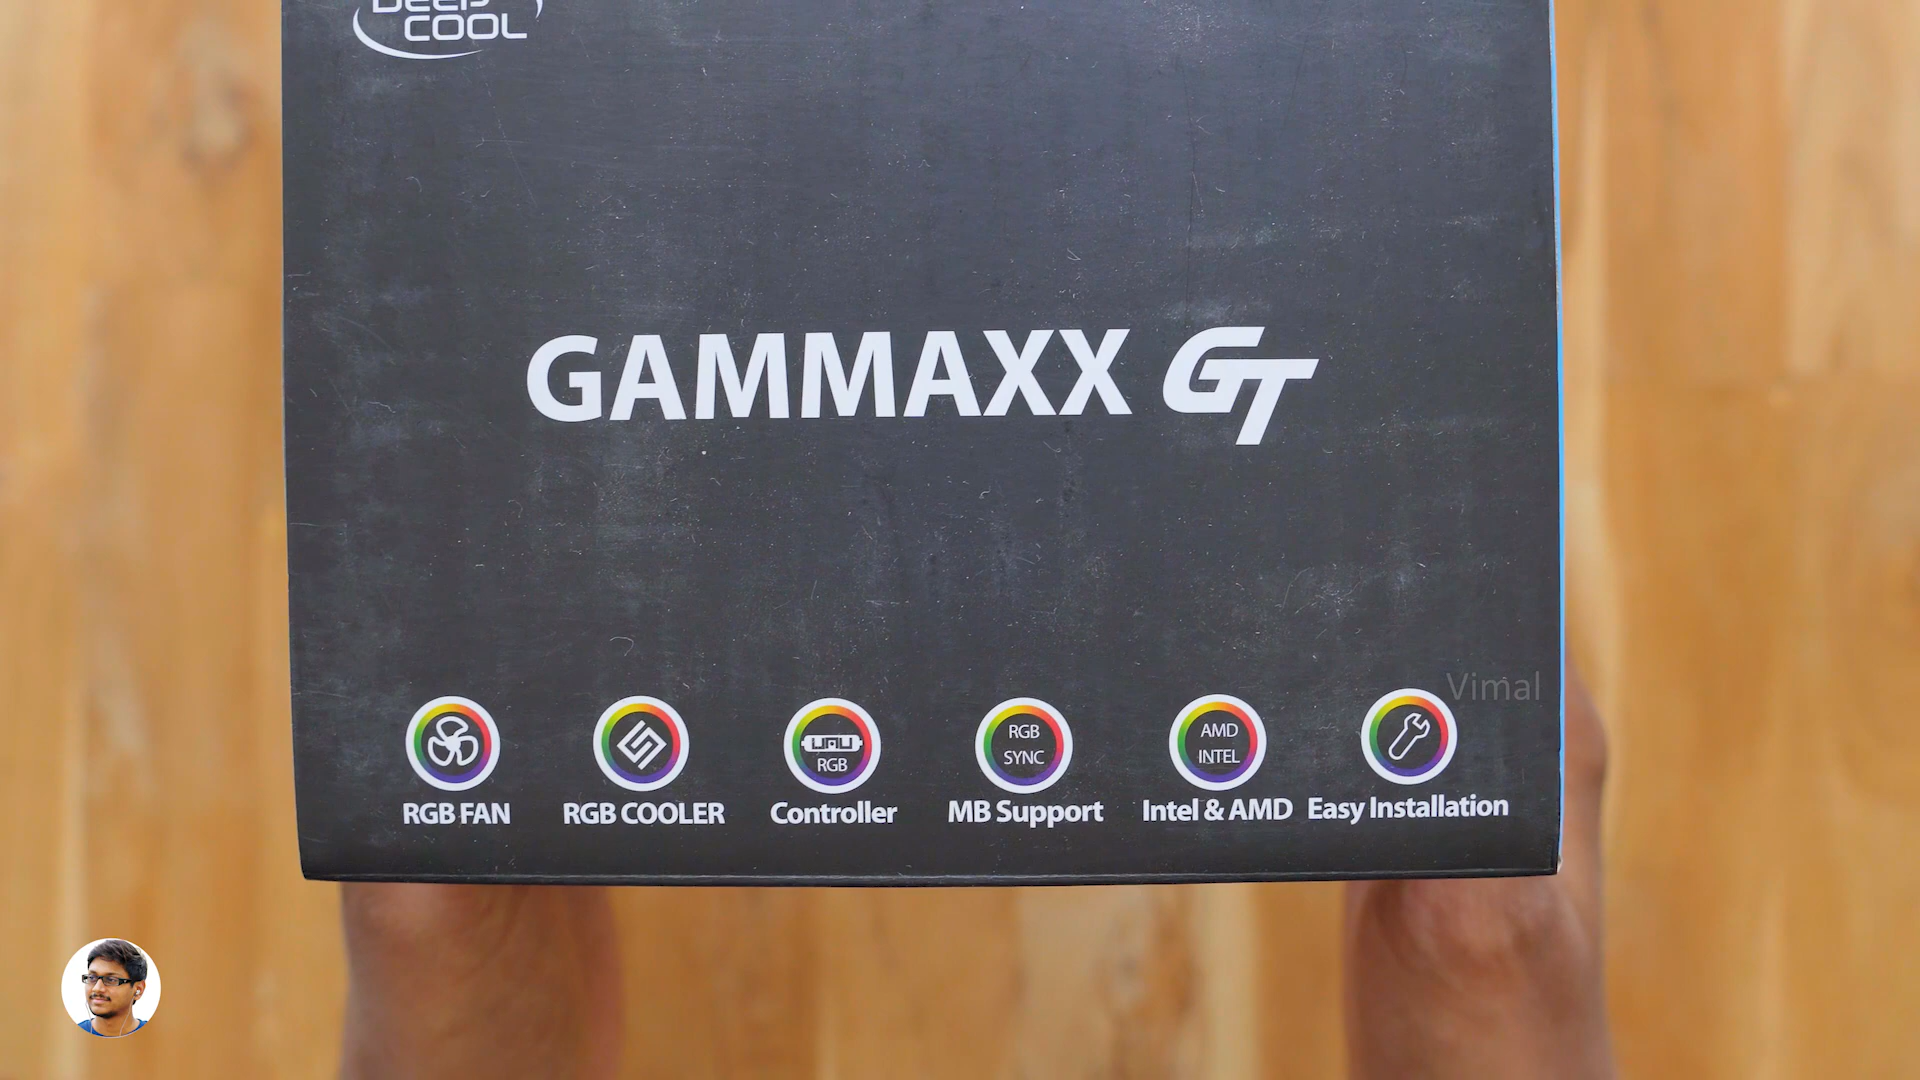 DEEP
COOL
GAMMAXX GT
Vimal
RGB
RGB
SYNC
AMD
INTEL
RGB FAN
RGB COOLER
Controller
MB Support
Intel & AMD
Easy Installation